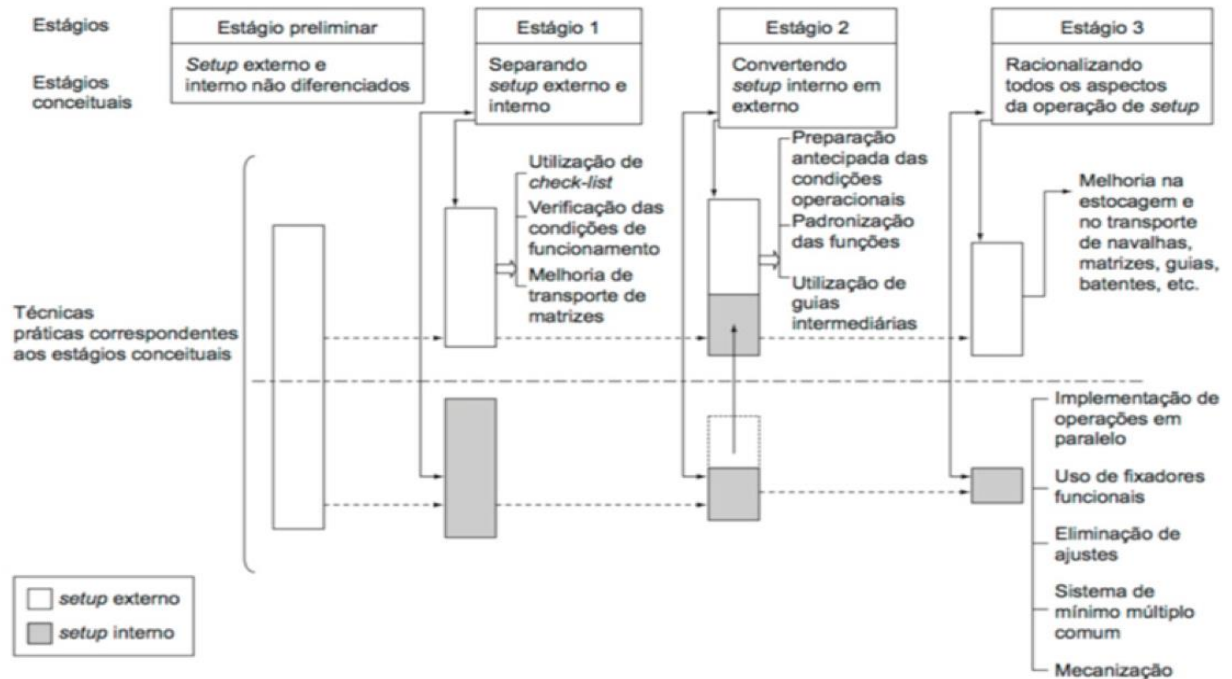 Estágios
Estágio preliminar
Setup externo e
interno não diferenciados
Estágio 1
Separando
setup externo e
interno
Estágio 2
Convertendo
setup interno em
externo
Estágio 3
Racionalizando
todos os aspectos
da operação de setup
Estágios
conceituais
Utilização de
check-list
Verificação das
condições de
funcionamento
Melhoria de
transporte de
matrizes
Preparação
antecipada das
condições
operacionais
Padronização
das funções
Utilização de
guias
intermediárias
Melhoria na
estocagem e
no transporte
de navalhas,
matrizes, guias,
batentes, etc.
Técnicas
práticas correspondentes
aos estágios conceituais
Implementação de
operações em
paralelo
Uso de fixadores
funcionais
Eliminação de
ajustes
Sistema de
mínimo múltiplo
comum
Mecanização
setup externo
setup interno